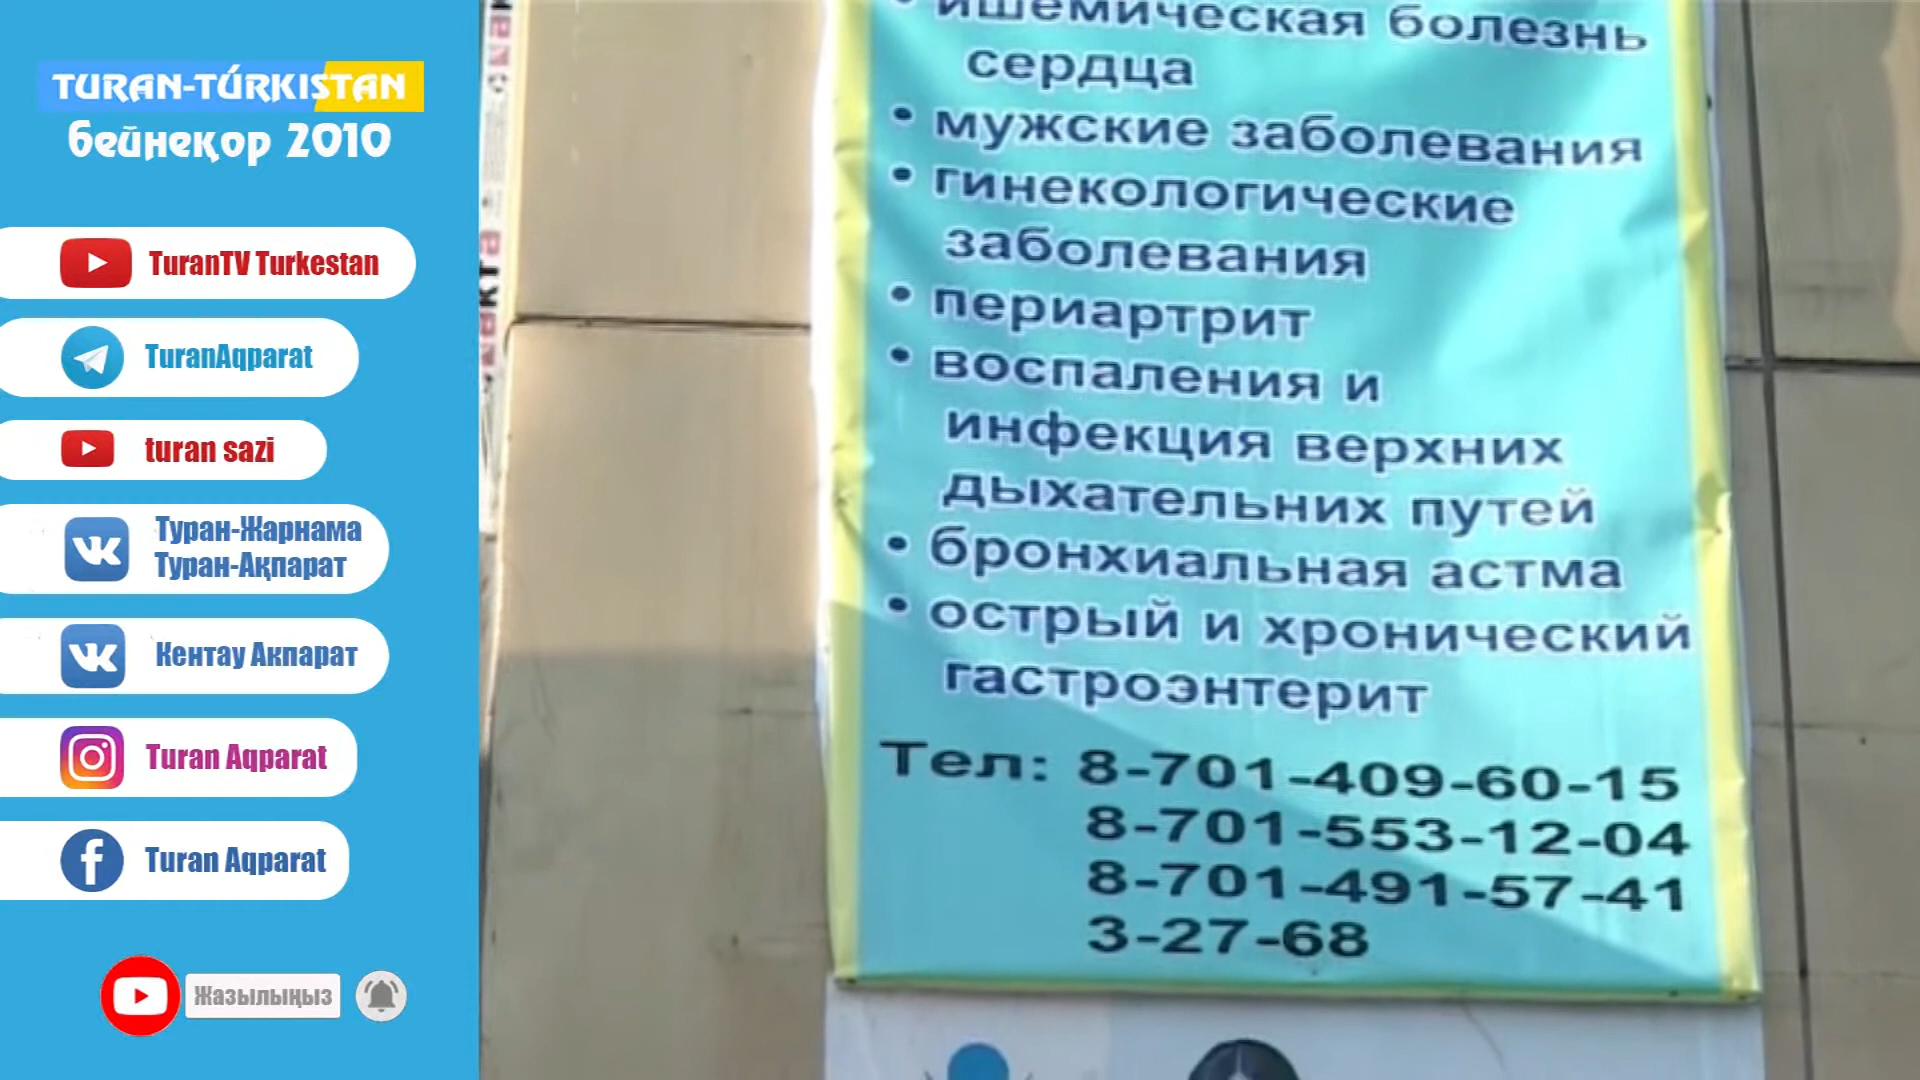 TURAN-TÚRKISTAN
бейнеқор 2010
TuranTV Turkestan
TuranAqparat
turan sazi
Туран-Жарнама
Туран-Ақпарат
Кентау Акпарат
Turan Aqparat
Turan Aqparat
Жазылыңыз
• ишемическая болезнь
сердца
• мужские заболевания
• гинекологические
заболевания
• периартрит
• воспаления и
инфекция верхних
дыхательних путей
• бронхиальная астма
• острый и хронический
гастроэнтерит
Тел: 8-701-409-60-15
8-701-553-12-04
8-701-491-57-41
3-27-68